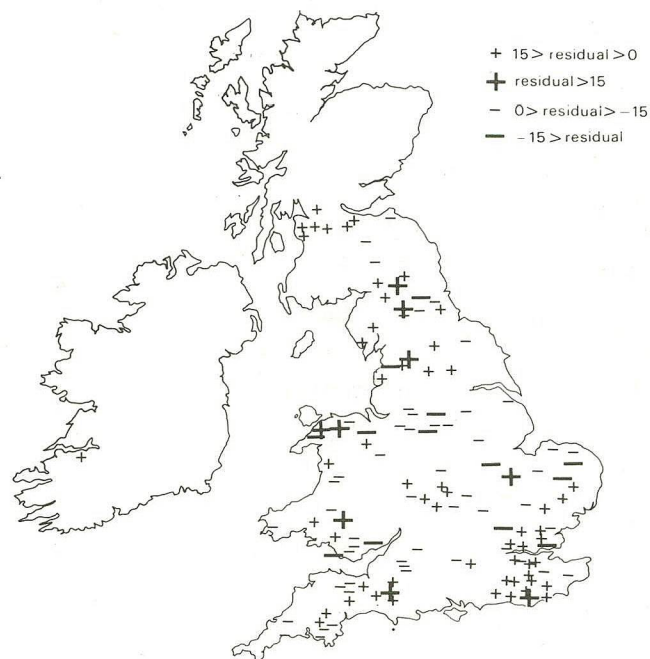 + 15 > residual > 0
+ residual > 15
– 0 > residual > –15
– –15 > residual